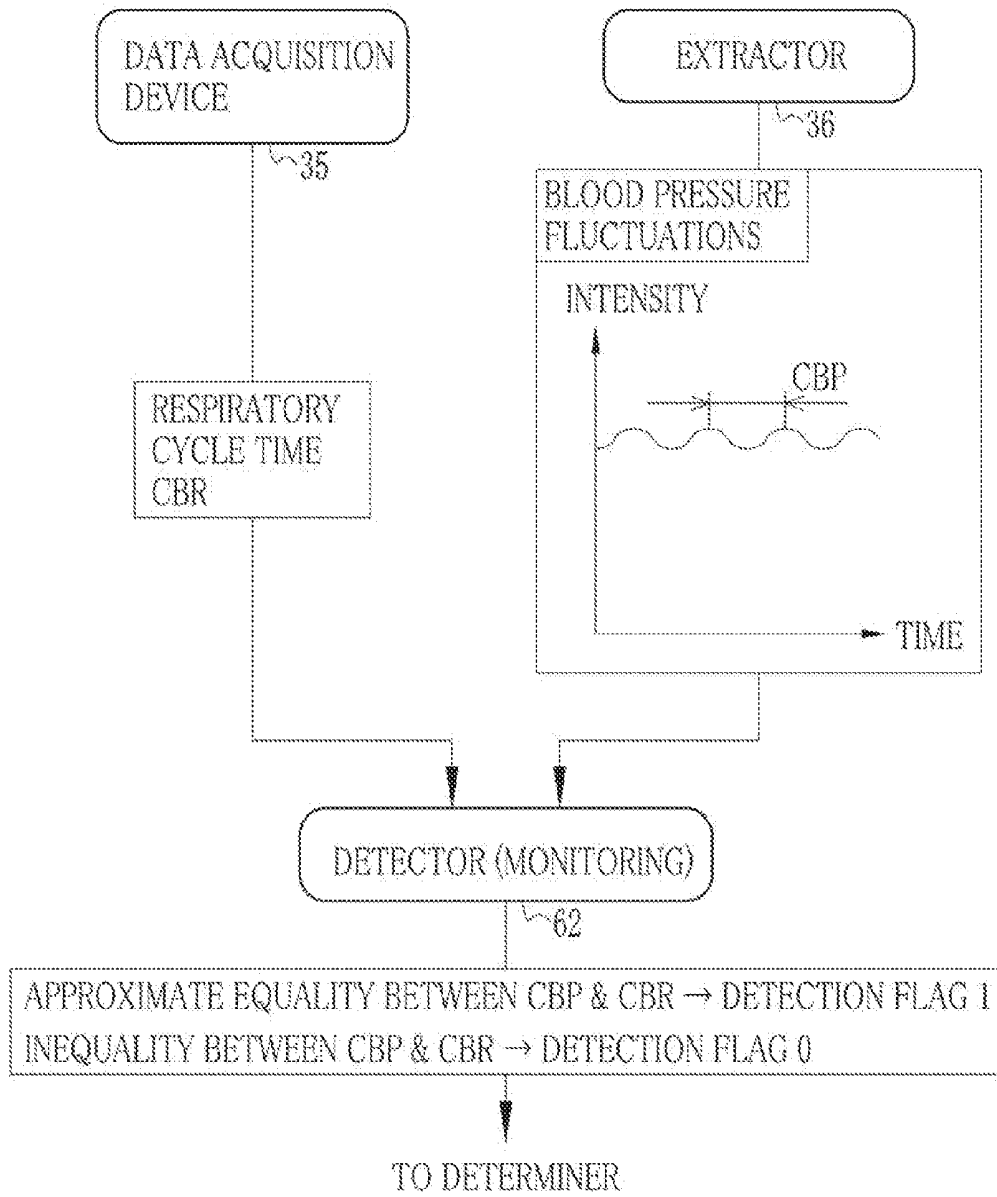 DATA ACQUISITION
DEVICE
35
EXTRACTOR
36
BLOOD PRESSURE
FLUCTUATIONS
INTENSITY
CBP
TIME
RESPIRATORY
CYCLE TIME
CBR
DETECTOR (MONITORING)
62
APPROXIMATE EQUALITY BETWEEN CBP & CBR → DETECTION FLAG 1
INEQUALITY BETWEEN CBP & CBR → DETECTION FLAG 0
TO DETERMINER